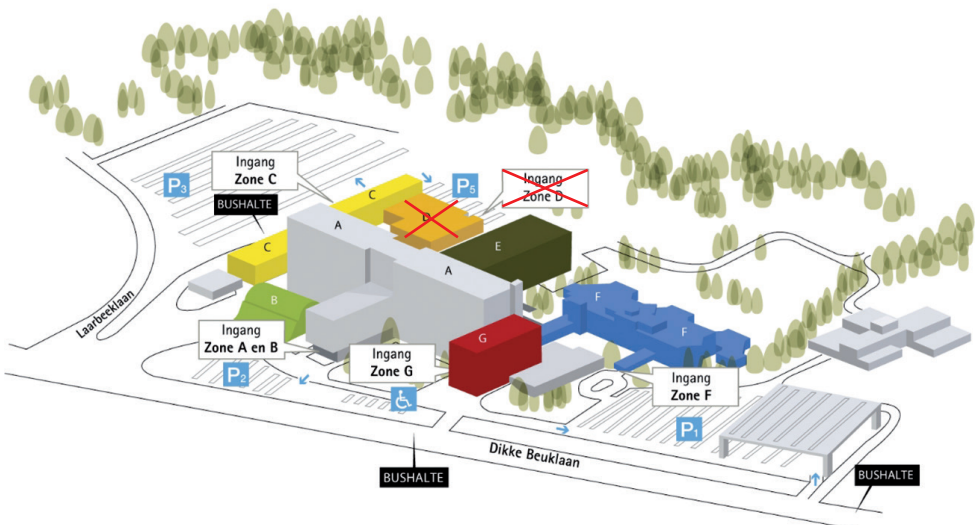 Ingang
Zone C
P3
P5
Ingang
Zone D
BUSHALTE
C
D
A
C
E
A
B
F
F
G
Laarbeeklaan
Ingang
Zone A en B
Ingang
Zone G
Ingang
Zone F
P2
P1
Dikke Beuklaan
BUSHALTE
BUSHALTE